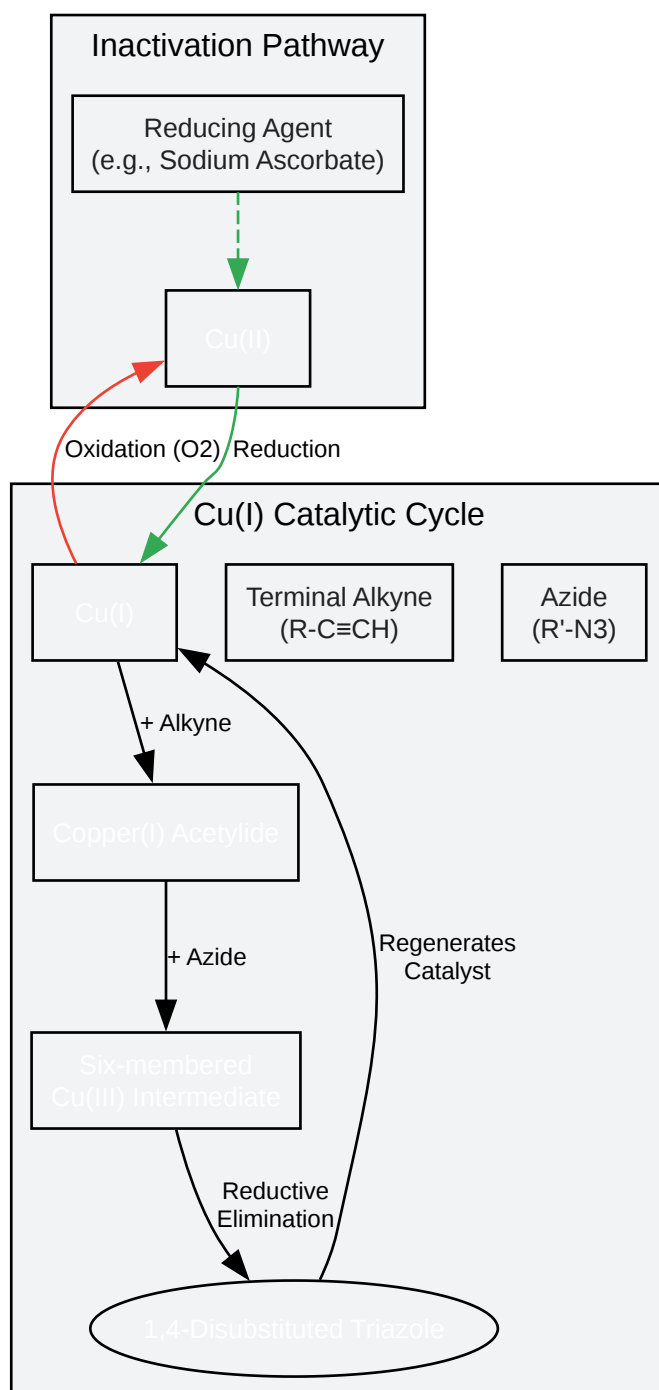 Inactivation Pathway
Reducing Agent
(e.g., Sodium Ascorbate)
Cu(II)
Oxidation (O2)
Reduction
Cu(I) Catalytic Cycle
Cu(I)
Terminal Alkyne
(R-C≡CH)
Azide
(R'-N3)
+ Alkyne
Copper(I) Acetylide
Regenerates
Catalyst
+ Azide
Six-membered
Cu(III) Intermediate
Reductive
Elimination
1,4-Disubstituted Triazole